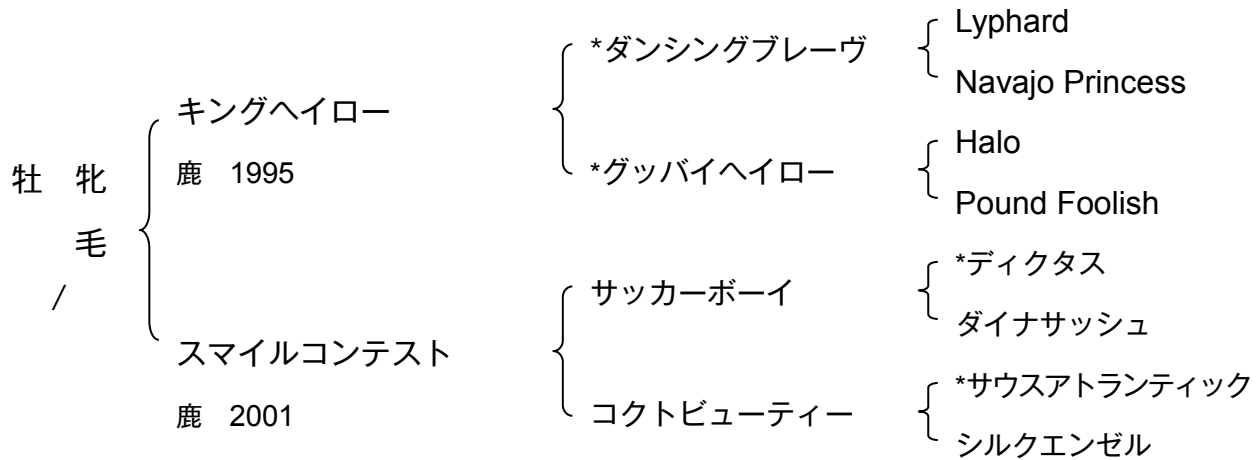 牡 牝
毛
/
キングヘイロー
鹿 1995
スマイルコンテスト
鹿 2001
*ダンシングブレーヴ
*グッバイヘイロー
サッカーボーイ
コクトビューティー
Lyphard
Navajo Princess
Halo
Pound Foolish
*ディクタス
ダイナサッシュ
*サウスアトランティック
シルクエンゼル